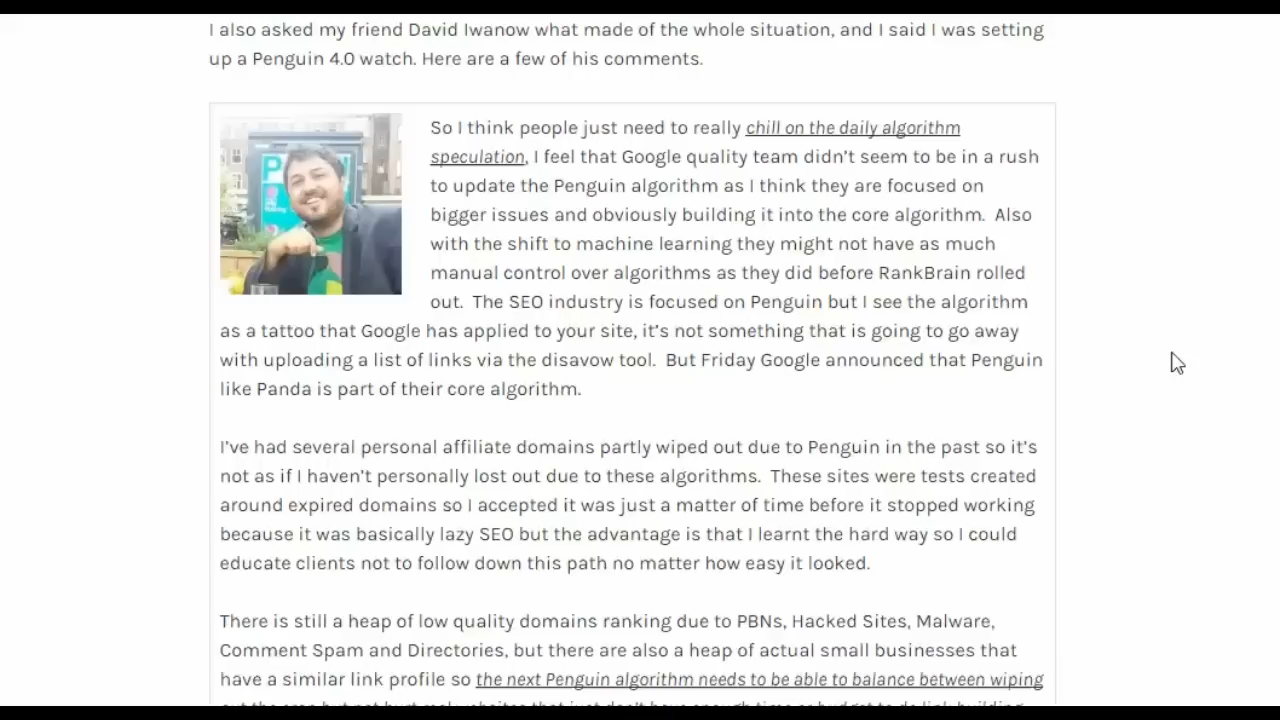 I also asked my friend David Iwanow what made of the whole situation, and I said I was setting
up a Penguin 4.0 watch. Here are a few of his comments.
So I think people just need to really chill on the daily algorithm
speculation, I feel that Google quality team didn't seem to be in a rush
to update the Penguin algorithm as I think they are focused on
bigger issues and obviously building it into the core algorithm.  Also
with the shift to machine learning they might not have as much
manual control over algorithms as they did before RankBrain rolled
out.  The SEO industry is focused on Penguin but I see the algorithm
as a tattoo that Google has applied to your site, it's not something that is going to go away
with uploading a list of links via the disavow tool.  But Friday Google announced that Penguin
like Panda is part of their core algorithm.
I've had several personal affiliate domains partly wiped out due to Penguin in the past so it's
not as if I haven't personally lost out due to these algorithms.  These sites were tests created
around expired domains so I accepted it was just a matter of time before it stopped working
because it was basically lazy SEO but the advantage is that I learnt the hard way so I could
educate clients not to follow down this path no matter how easy it looked.
There is still a heap of low quality domains ranking due to PBNs, Hacked Sites, Malware,
Comment Spam and Directories, but there are also a heap of actual small businesses that
have a similar link profile so the next Penguin algorithm needs to be able to balance between wiping